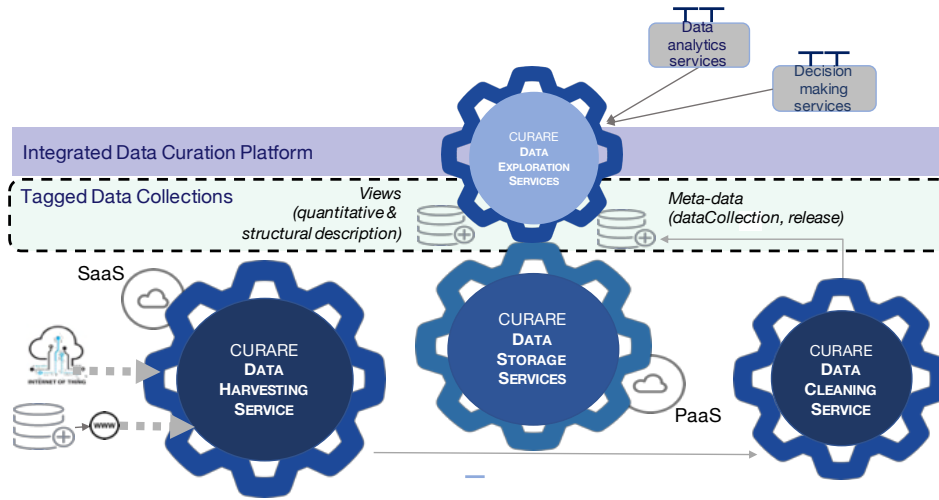 Data
analytics
services
Decision
making
services
CURARE
DATA
EXPLORATION
SERVICES
Integrated Data Curation Platform
Tagged Data Collections
Views
(quantitative &
structural description)
Meta-data
(dataCollection, release)
SaaS
CURARE
DATA
HARVESTING
SERVICE
CURARE
DATA
STORAGE
SERVICES
CURARE
DATA
CLEANING
SERVICE
INTERNET OF THING
WWW
PaaS